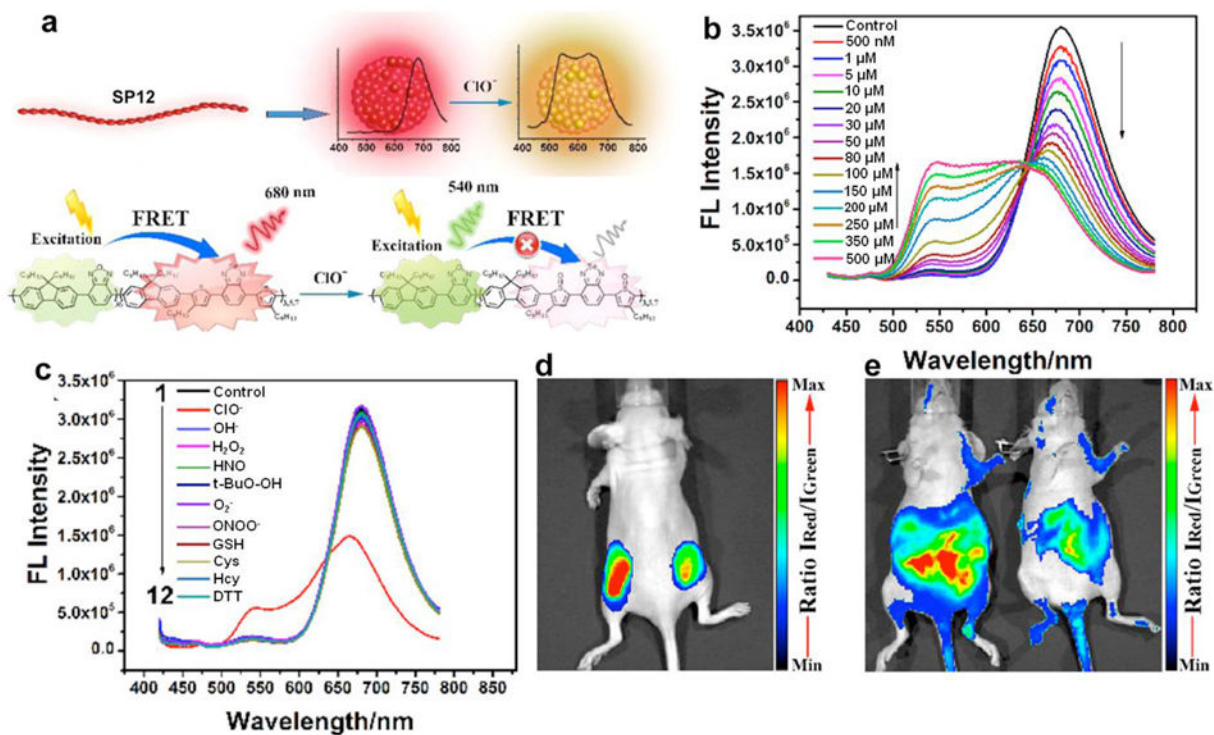 a
SP12
ClO⁻
300 400 500 600 700 800
300 400 500 600 700 800
680 nm
540 nm
FRET
FRET
Excitation
Excitation
ClO⁻
b
FL Intensity
3.5x10⁶
3.0x10⁶
2.5x10⁶
2.0x10⁶
1.5x10⁶
1.0x10⁶
5.0x10⁵
0.0
Control
500 nM
1 µM
5 µM
10 µM
20 µM
30 µM
50 µM
80 µM
100 µM
150 µM
200 µM
250 µM
350 µM
500 µM
400 450 500 550 600 650 700 750 800
Wavelength/nm
c
FL Intensity
3.5x10⁶
3.0x10⁶
2.5x10⁶
2.0x10⁶
1.5x10⁶
1.0x10⁶
5.0x10⁵
0.0
1
12
Control
ClO⁻
OH⁻
H₂O₂
HNO
t-BuO-OH
O₂⁻
ONOO⁻
GSH
Cys
Hcy
DTT
400 450 500 550 600 650 700 750 800 850
Wavelength/nm
d
Max
Ratio I_Red/I_Green
Min
e
Max
Ratio I_Red/I_Green
Min